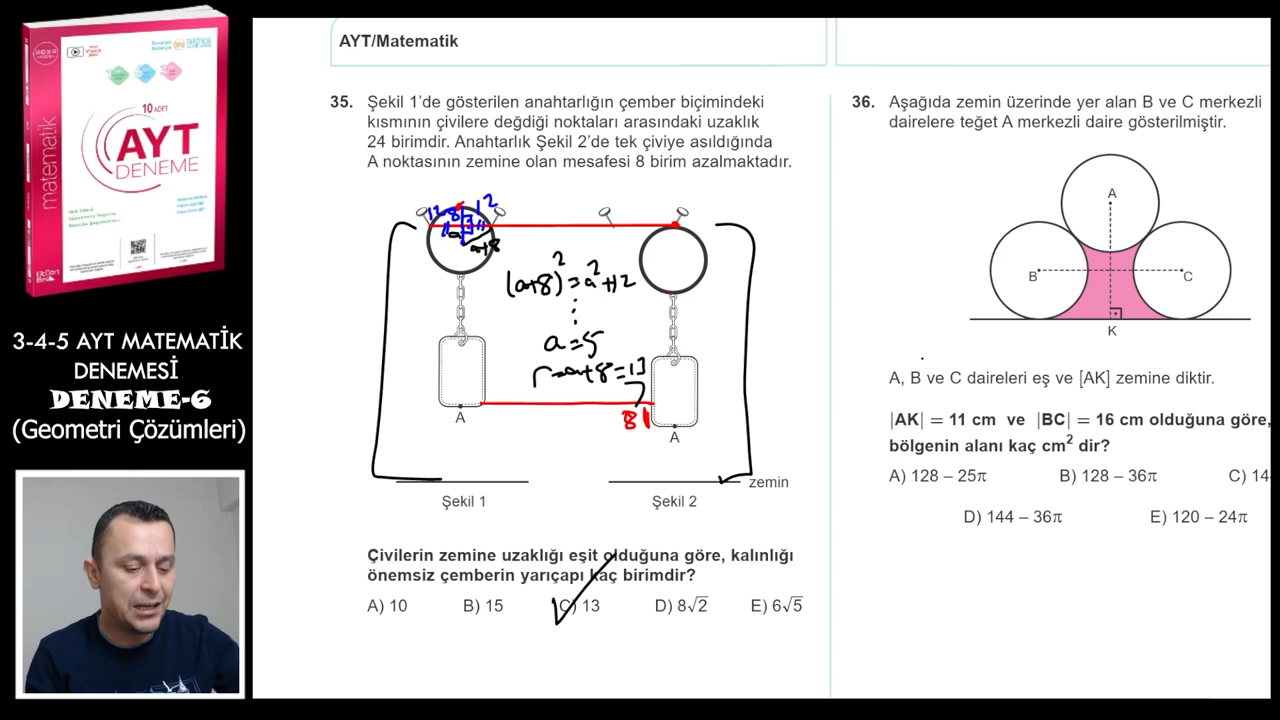 matematik
10 ADET
AYT
DENEME
3-4-5 AYT MATEMATİK
DENEMESİ
DENEME-6
(Geometri Çözümleri)
AYT/Matematik
35. Şekil 1’de gösterilen anahtarlığın çember biçimindeki
kısmının çivilere değdiği noktaları arasındaki uzaklık
24 birimdir. Anahtarlık Şekil 2’de tek çiviye asıldığında
A noktasının zemine olan mesafesi 8 birim azalmaktadır.
12 8 12
a a+8
(a+8)² = a² + 12
a = 5
r = a+8 = 13
8
A
A
zemin
Şekil 1
Şekil 2
Çivilerin zemine uzaklığı eşit olduğuna göre, kalınlığı
önemsiz çemberin yarıçapı kaç birimdir?
A) 10 B) 15 C) 13 D) 8√2 E) 6√5
36. Aşağıda zemin üzerinde yer alan B ve C merkezli
dairelere teğet A merkezli daire gösterilmiştir.
A
B C
K
A, B ve C daireleri eş ve [AK] zemine diktir.
|AK| = 11 cm ve |BC| = 16 cm olduğuna göre,
bölgenin alanı kaç cm² dir?
A) 128 – 25π B) 128 – 36π C) 14
D) 144 – 36π E) 120 – 24π